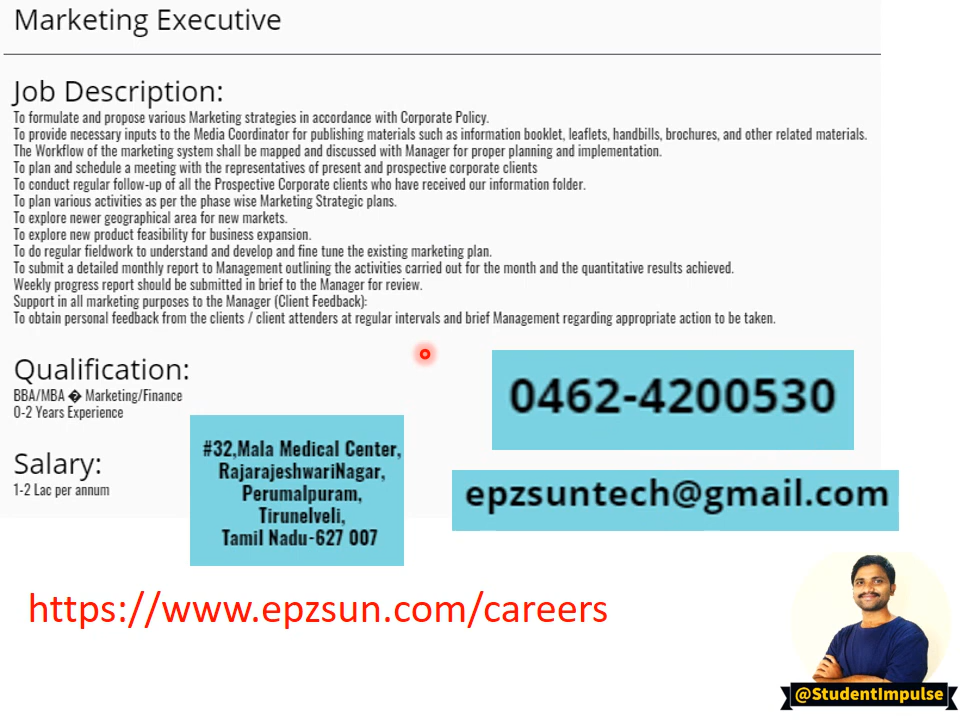 Marketing Executive
Job Description:
To formulate and propose various Marketing strategies in accordance with Corporate Policy.
To provide necessary inputs to the Media Coordinator for publishing materials such as information booklet, leaflets, handbills, brochures, and other related materials.
The Workflow of the marketing system shall be mapped and discussed with Manager for proper planning and implementation.
To plan and schedule a meeting with the representatives of present and prospective corporate clients
To conduct regular follow-up of all the Prospective Corporate clients who have received our information folder.
To plan various activities as per the phase wise Marketing Strategic plans.
To explore newer geographical area for new markets.
To explore new product feasibility for business expansion.
To do regular fieldwork to understand and develop and fine tune the existing marketing plan.
To submit a detailed monthly report to Management outlining the activities carried out for the month and the quantitative results achieved.
Weekly progress report should be submitted in brief to the Manager for review.
Support in all marketing purposes to the Manager (Client Feedback):
To obtain personal feedback from the clients / client attenders at regular intervals and brief Management regarding appropriate action to be taken.
Qualification:
BBA/MBA � Marketing/Finance
0-2 Years Experience
Salary:
1-2 Lac per annum
#32,Mala Medical Center,
RajarajeshwariNagar,
Perumalpuram,
Tirunelveli,
Tamil Nadu-627 007
0462-4200530
epzsuntech@gmail.com
https://www.epzsun.com/careers
@StudentImpulse